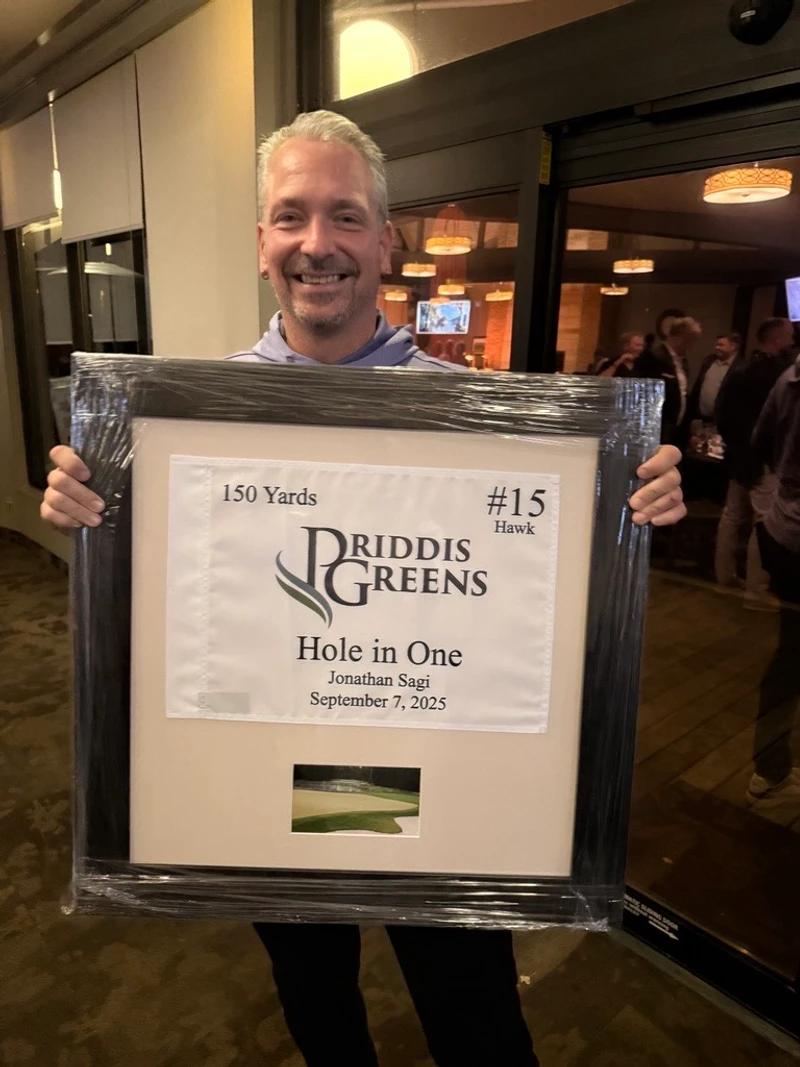 150 Yards
#15
Hawk
PRIDDIS
GREENS
Hole in One
Jonathan Sagi
September 7, 2025